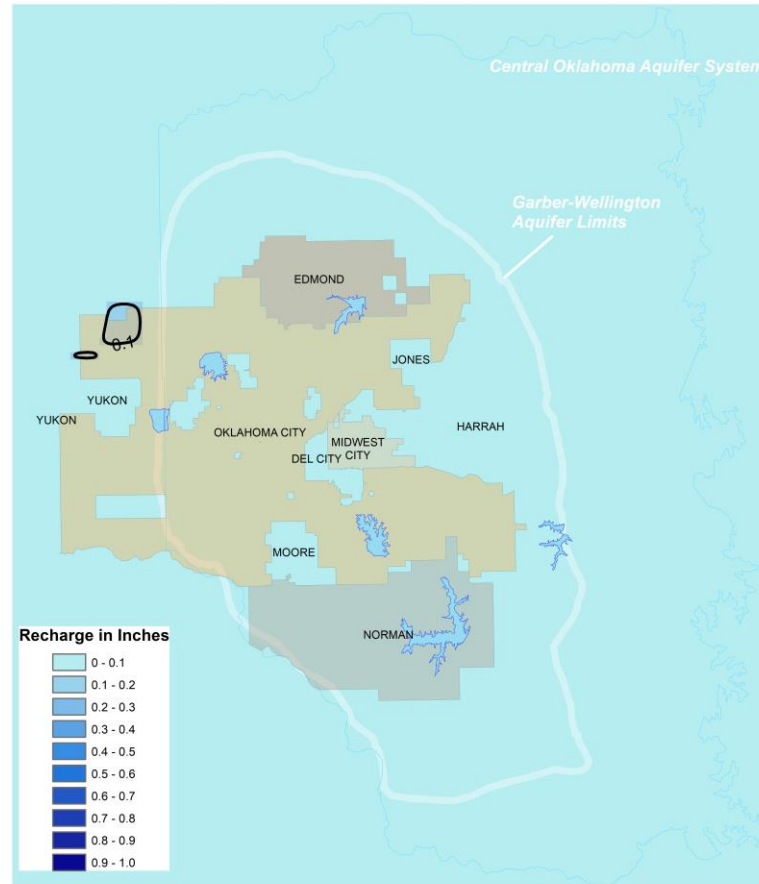 Central Oklahoma Aquifer System
Garber-Wellington
Aquifer Limits
EDMOND
0.1
JONES
YUKON
YUKON
OKLAHOMA CITY
HARRAH
MIDWEST
CITY
DEL CITY
MOORE
NORMAN
Recharge in Inches
0 - 0.1
0.1 - 0.2
0.2 - 0.3
0.3 - 0.4
0.4 - 0.5
0.5 - 0.6
0.6 - 0.7
0.7 - 0.8
0.8 - 0.9
0.9 - 1.0